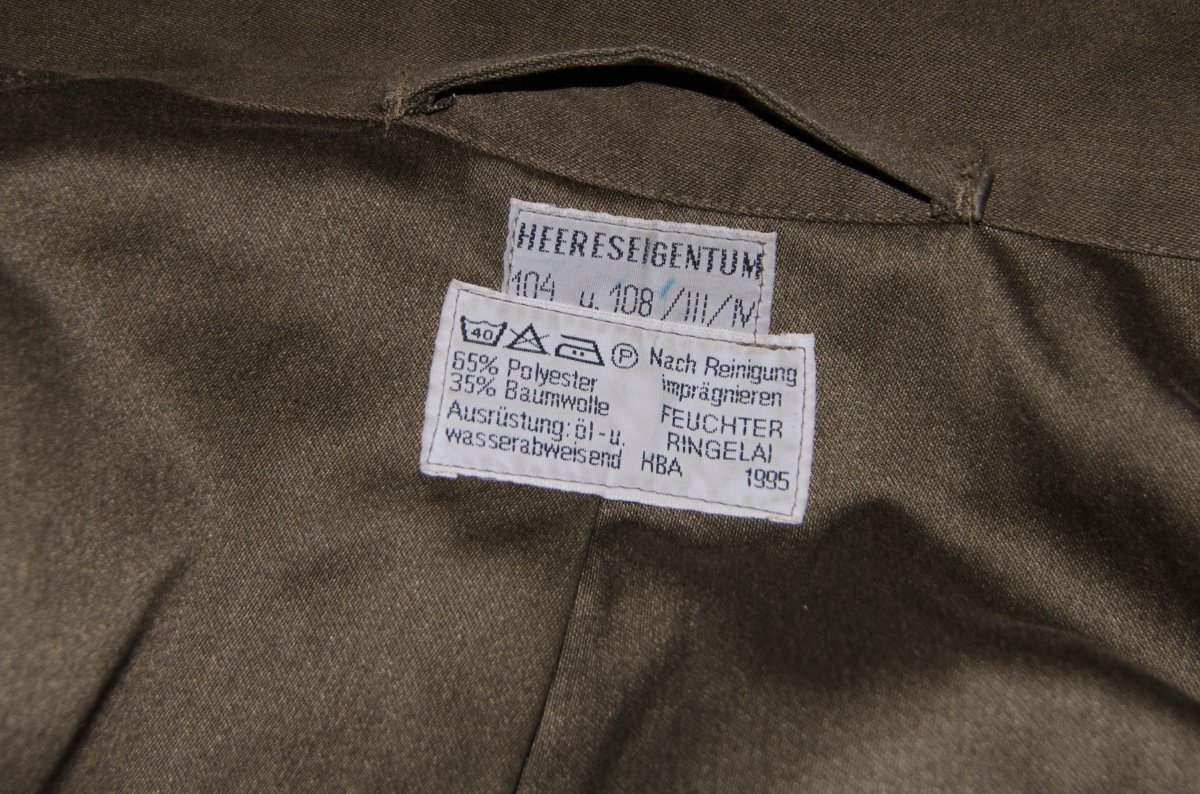 HEERESEIGENTUM
104 u. 108/III/IV
40 P Nach Reinigung
65% Polyester imprägnieren
35% Baumwolle FEUCHTER
Ausrüstung: öl-u. RINGELAI
wasserabweisend HBA 1995